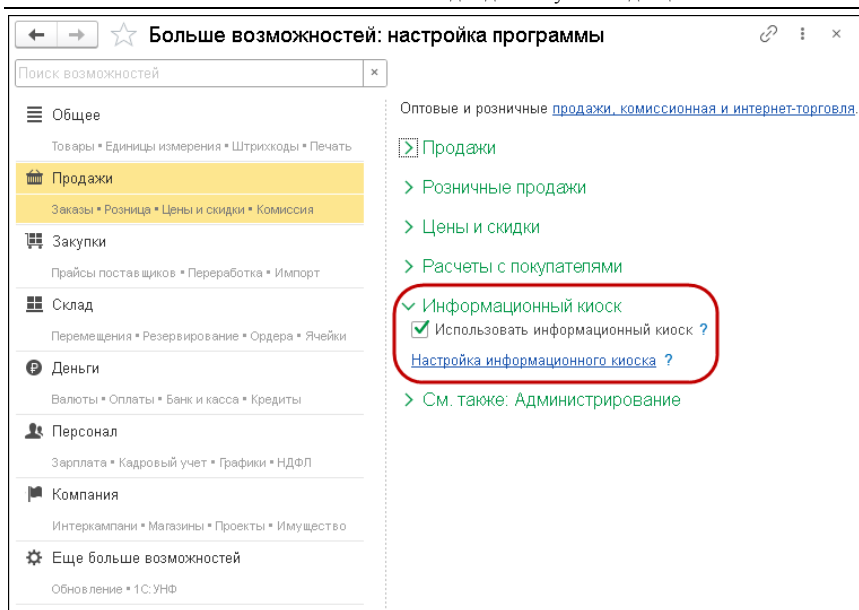 Больше возможностей: настройка программы
Поиск возможностей
Общее
Товары • Единицы измерения • Штрихкоды • Печать
Продажи
Заказы • Розница • Цены и скидки • Комиссия
Закупки
Прайсы поставщиков • Переработка • Импорт
Склад
Перемещения • Резервирование • Ордера • Ячейки
Деньги
Валюты • Оплаты • Банк и касса • Кредиты
Персонал
Зарплата • Кадровый учет • Графики • НДФЛ
Компания
Интеркампани • Магазины • Проекты • Имущество
Еще больше возможностей
Обновление • 1С:УНФ
Оптовые и розничные продажи, комиссионная и интернет-торговля.
Продажи
Розничные продажи
Цены и скидки
Расчеты с покупателями
Информационный киоск
Использовать информационный киоск ?
Настройка информационного киоска ?
См. также: Администрирование